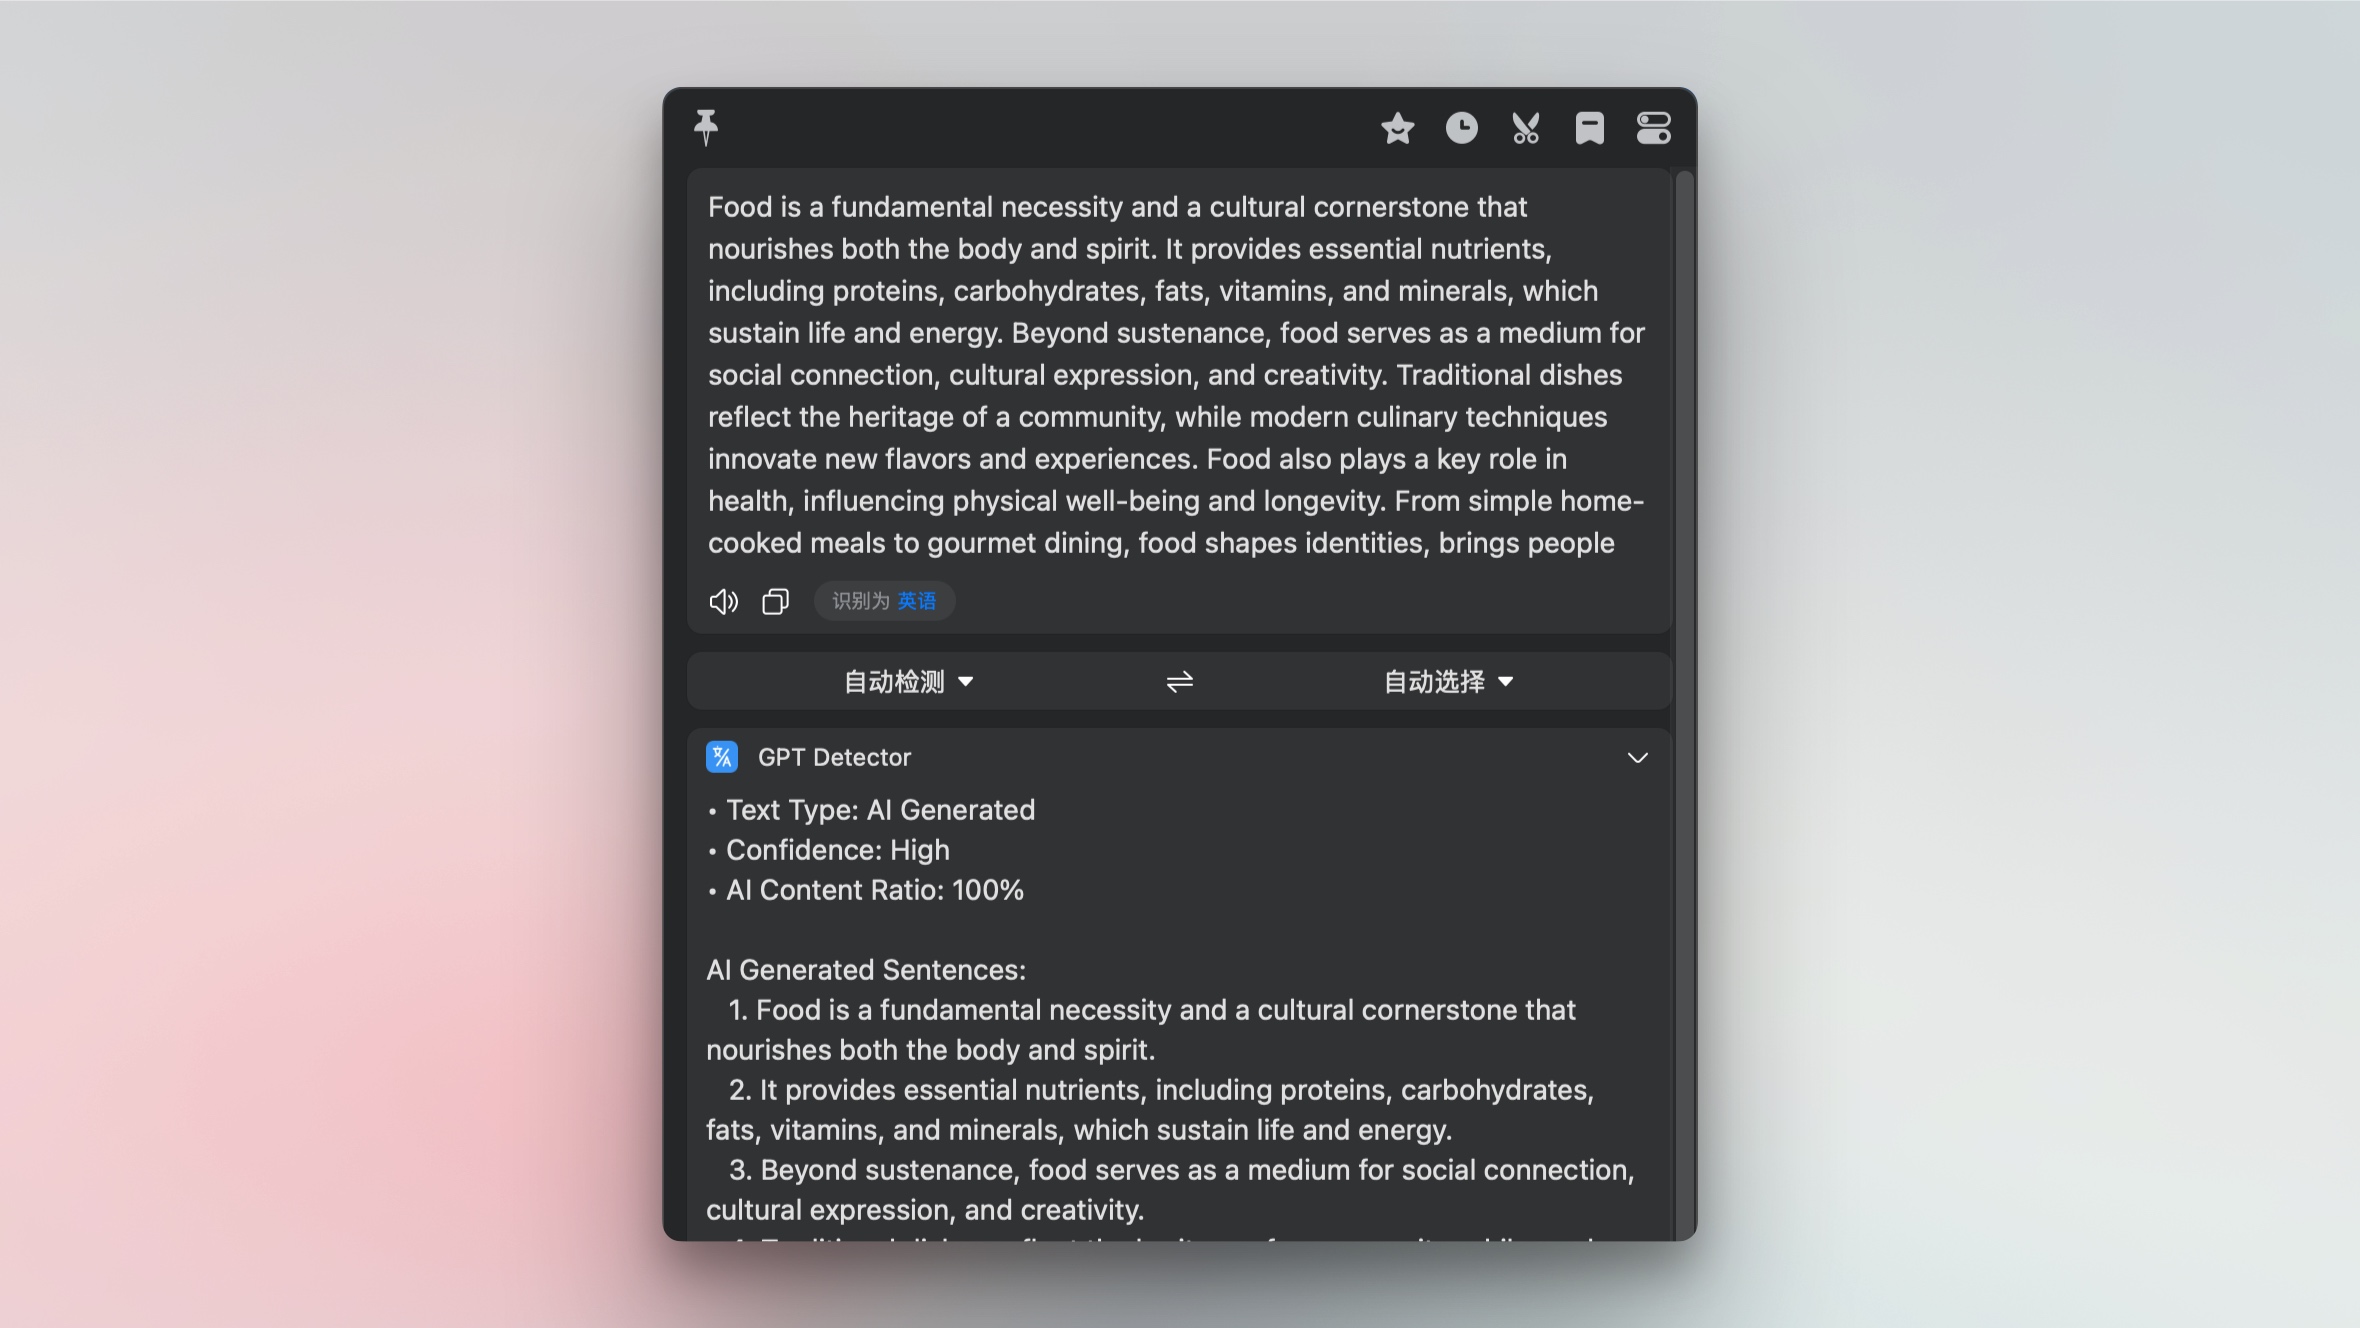 Food is a fundamental necessity and a cultural cornerstone that
nourishes both the body and spirit. It provides essential nutrients,
including proteins, carbohydrates, fats, vitamins, and minerals, which
sustain life and energy. Beyond sustenance, food serves as a medium for
social connection, cultural expression, and creativity. Traditional dishes
reflect the heritage of a community, while modern culinary techniques
innovate new flavors and experiences. Food also plays a key role in
health, influencing physical well-being and longevity. From simple home-
cooked meals to gourmet dining, food shapes identities, brings people
识别为 英语
自动检测 自动选择
GPT Detector
• Text Type: AI Generated
• Confidence: High
• AI Content Ratio: 100%
AI Generated Sentences:
1. Food is a fundamental necessity and a cultural cornerstone that
nourishes both the body and spirit.
2. It provides essential nutrients, including proteins, carbohydrates,
fats, vitamins, and minerals, which sustain life and energy.
3. Beyond sustenance, food serves as a medium for social connection,
cultural expression, and creativity.